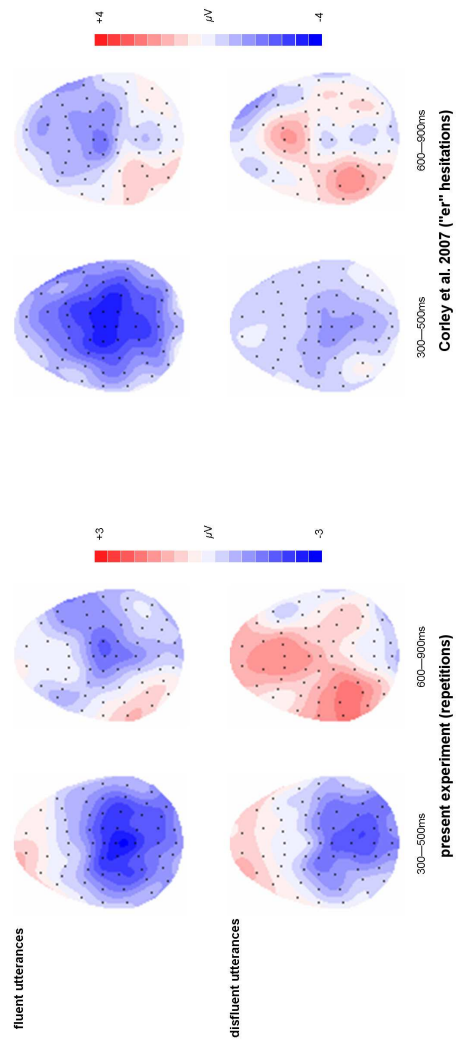 fluent utterances
disfluent utterances
+3
µV
-3
+4
µV
-4
300—500ms
600—900ms
300—500ms
600—900ms
present experiment (repetitions)
Corley et al. 2007 ("er" hesitations)